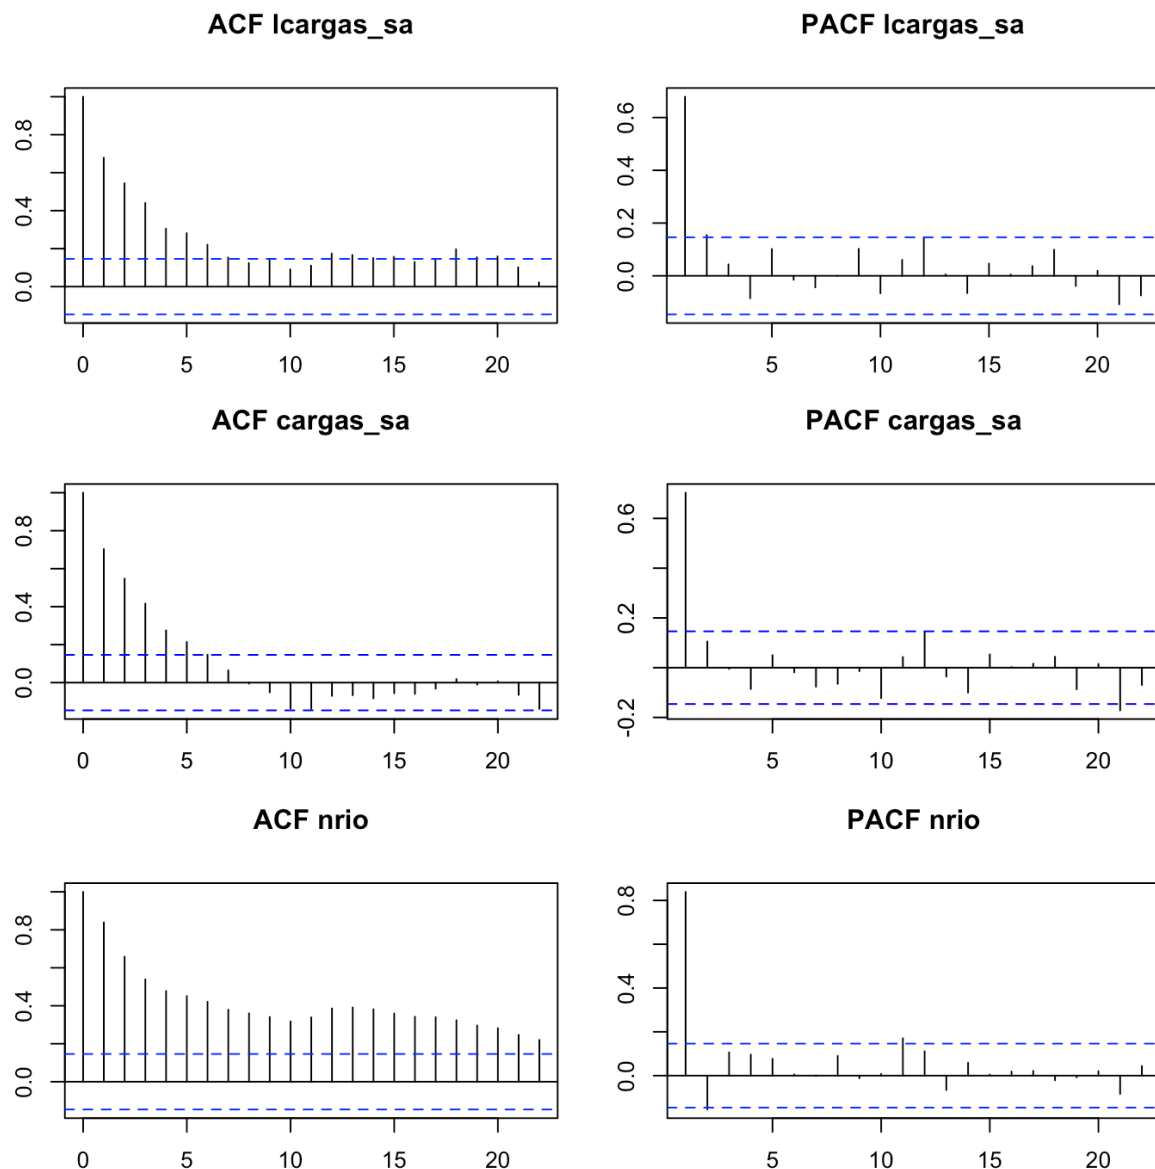 ACF lcargas_sa
PACF lcargas_sa
0.0 0.4 0.8
0 5 10 15 20
0.0 0.2 0.4 0.6
5 10 15 20
ACF cargas_sa
PACF cargas_sa
0.0 0.4 0.8
0 5 10 15 20
-0.2 0.2 0.6
5 10 15 20
ACF nrio
PACF nrio
0.0 0.4 0.8
0 5 10 15 20
0.0 0.4 0.8
5 10 15 20